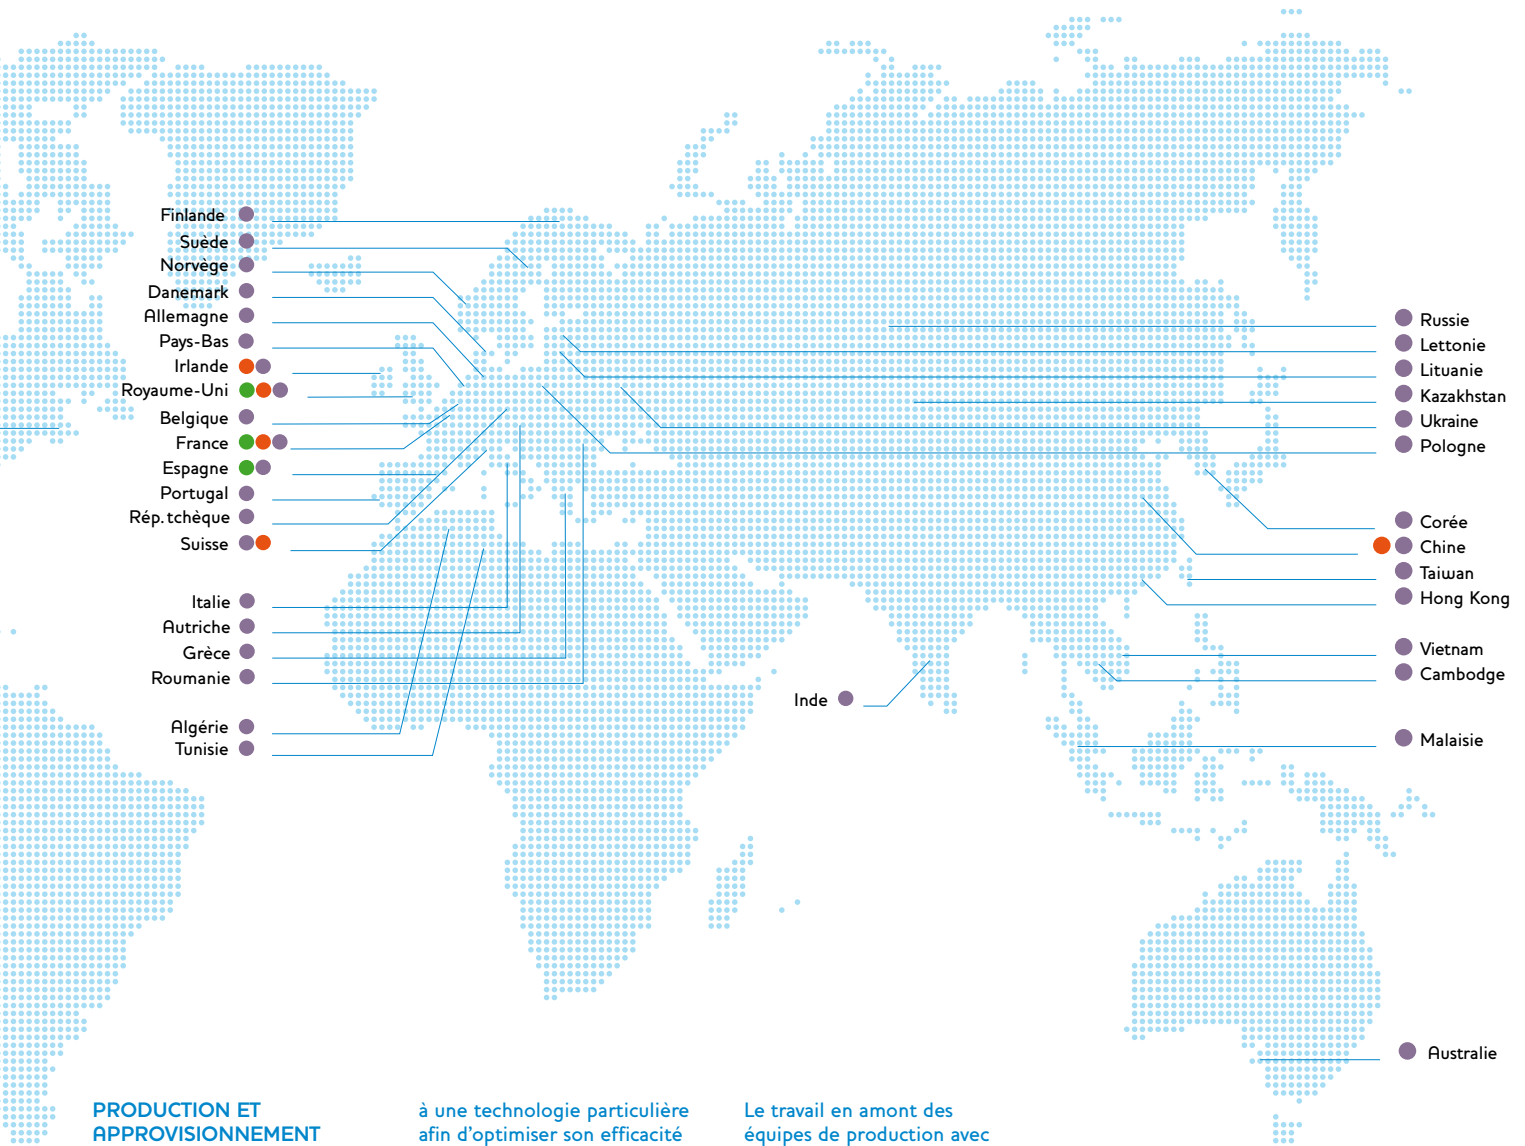 Finlande
Suède
Norvège
Danemark
Allemagne
Pays-Bas
Irlande
Royaume-Uni
Belgique
France
Espagne
Portugal
Rép. tchèque
Suisse
Italie
Autriche
Grèce
Roumanie
Algérie
Tunisie
Inde
Russie
Lettonie
Lituanie
Kazakhstan
Ukraine
Pologne
Corée
Chine
Taiwan
Hong Kong
Vietnam
Cambodge
Malaisie
Australie
PRODUCTION ET
APPROVISIONNEMENT
à une technologie particulière
afin d'optimiser son efficacité
Le travail en amont des
équipes de production avec